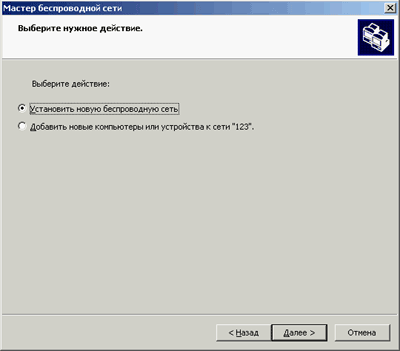 Мастер беспроводной сети
Выберите нужное действие.
Выберите действие:
Установить новую беспроводную сеть
Добавить новые компьютеры или устройства к сети "123".
< Назад
Далее >
Отмена